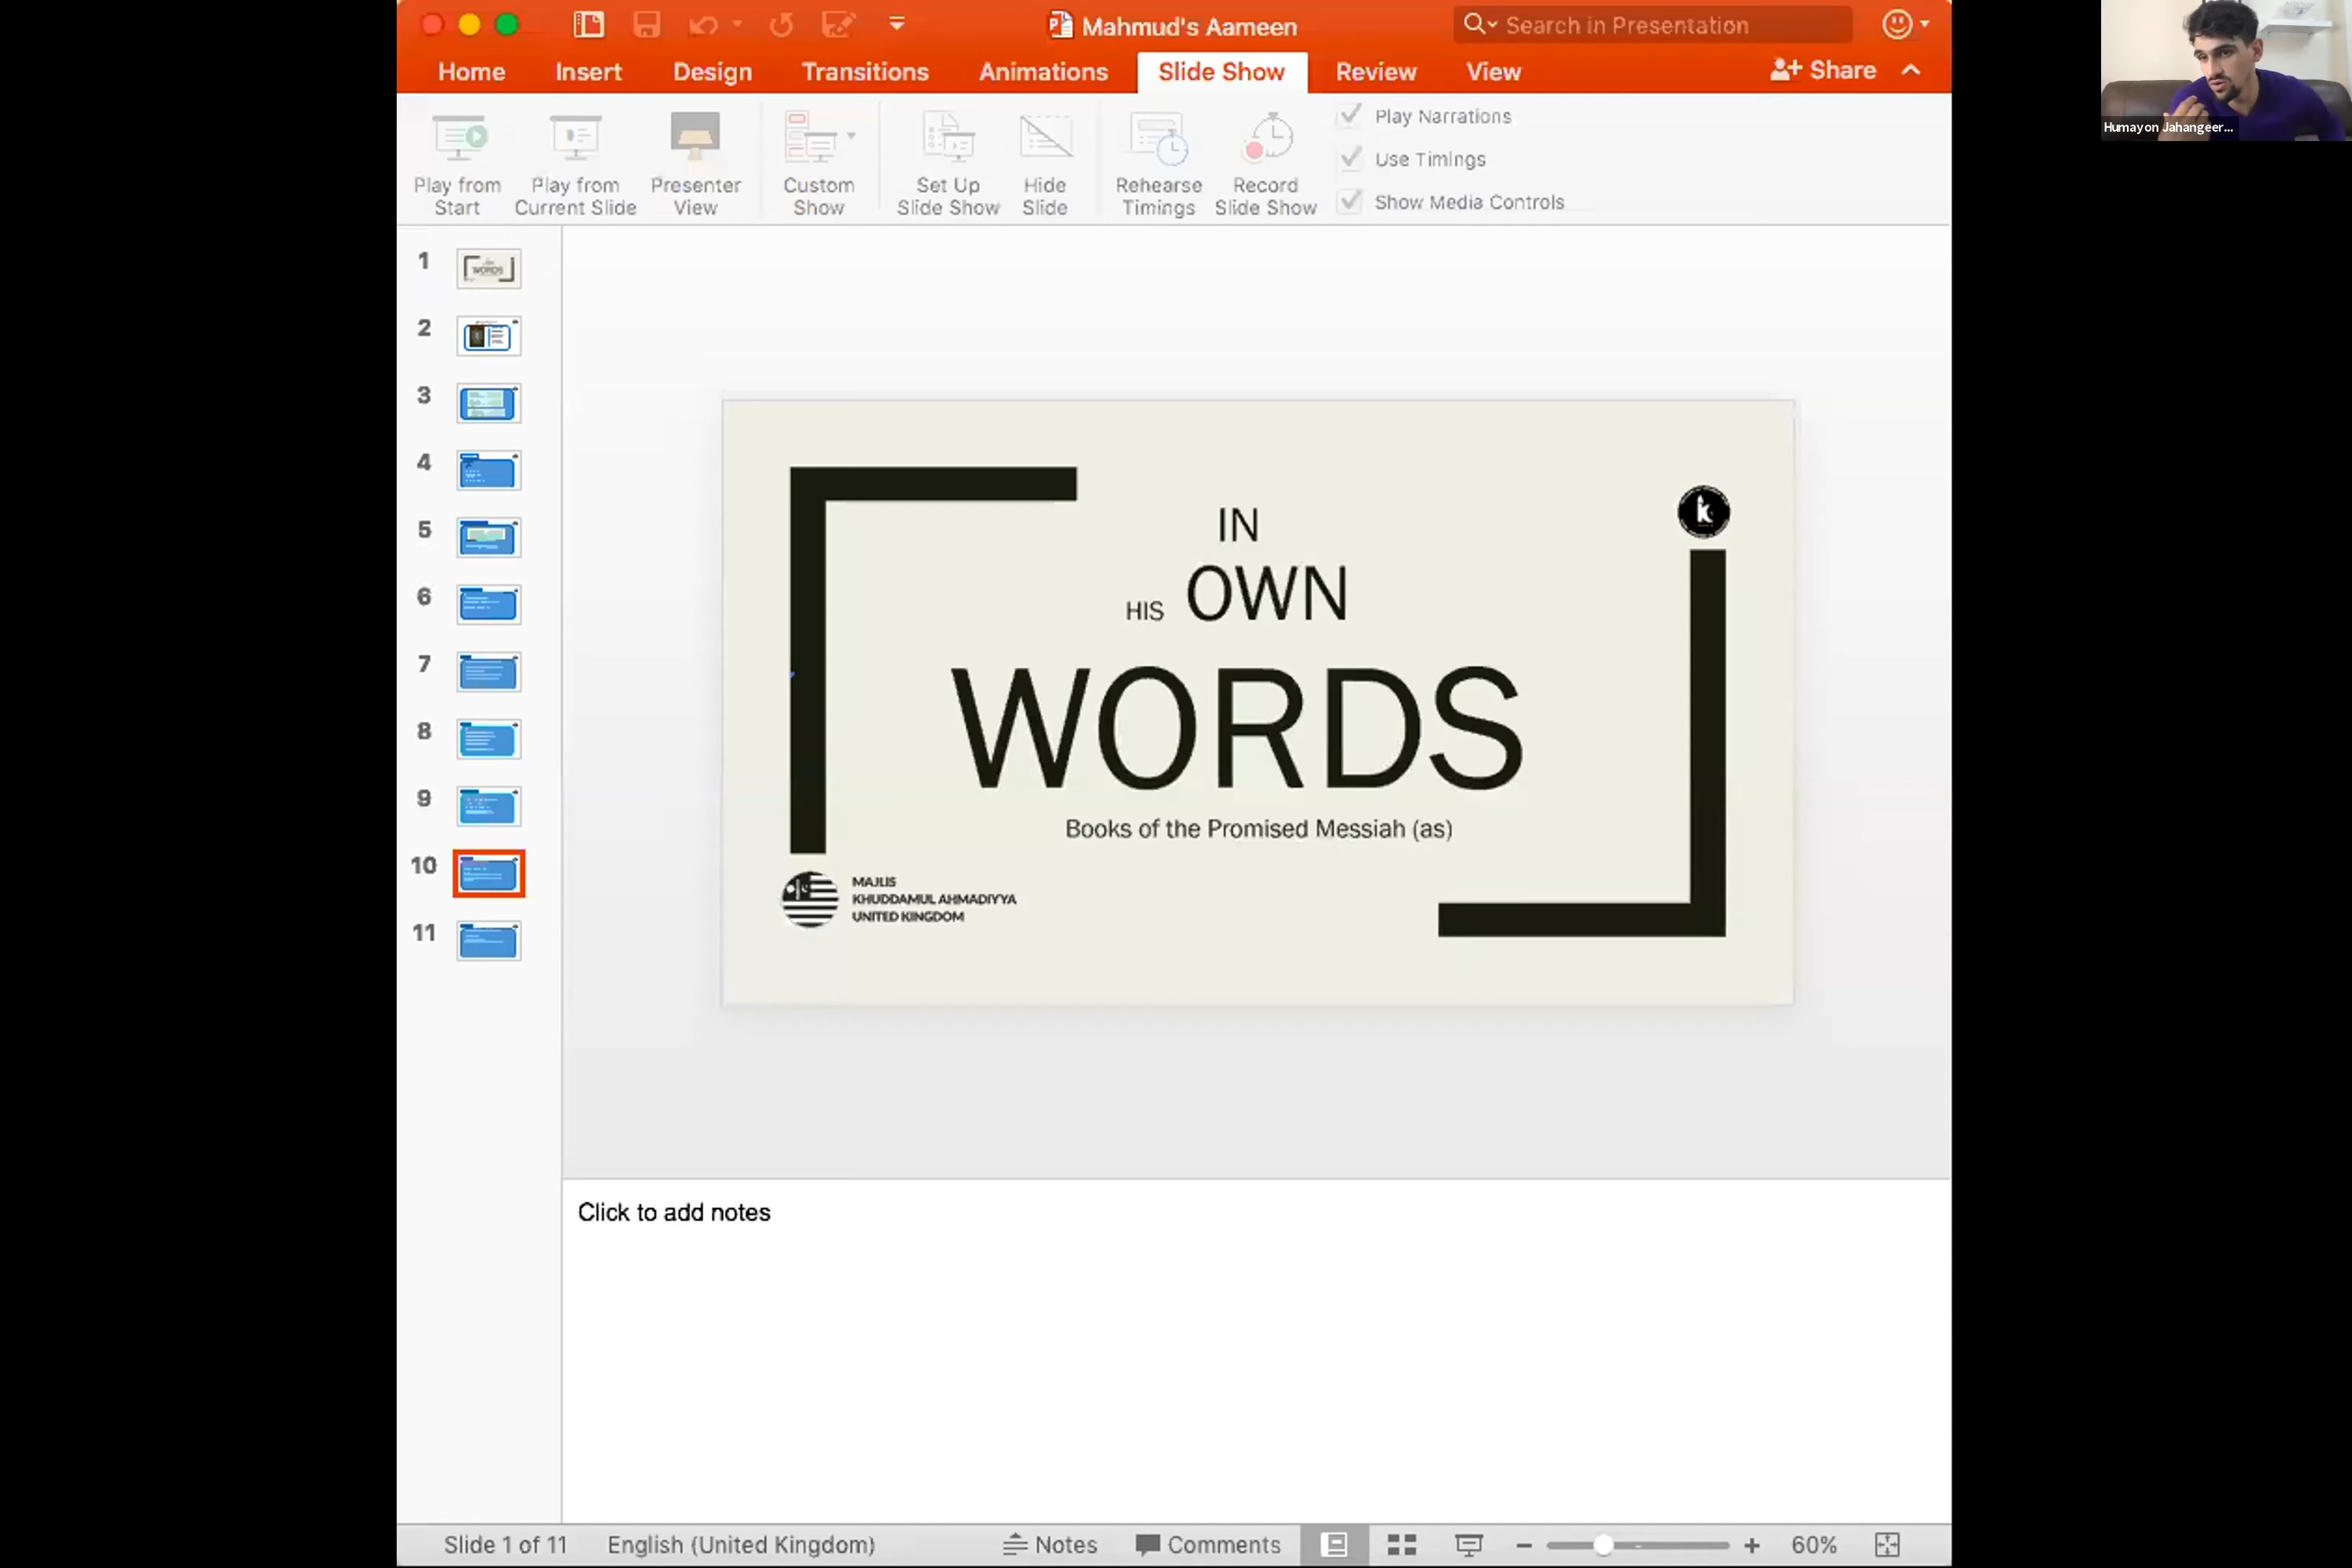 Mahmud's Aameen
Search in Presentation
Home Insert Design Transitions Animations Slide Show Review View Share
Play from Start
Play from Current Slide
Presenter View
Custom Show
Set Up Slide Show
Hide Slide
Rehearse Timings
Record Slide Show
Play Narrations
Use Timings
Show Media Controls
Humayon Jahangeer...
1
WORDS
2
3
4
5
6
7
8
9
10
11
IN
HIS OWN
WORDS
Books of the Promised Messiah (as)
MAJLIS
KHUDDAMUL AHMADIYYA
UNITED KINGDOM
k
Click to add notes
Slide 1 of 11 English (United Kingdom) Notes Comments 60%